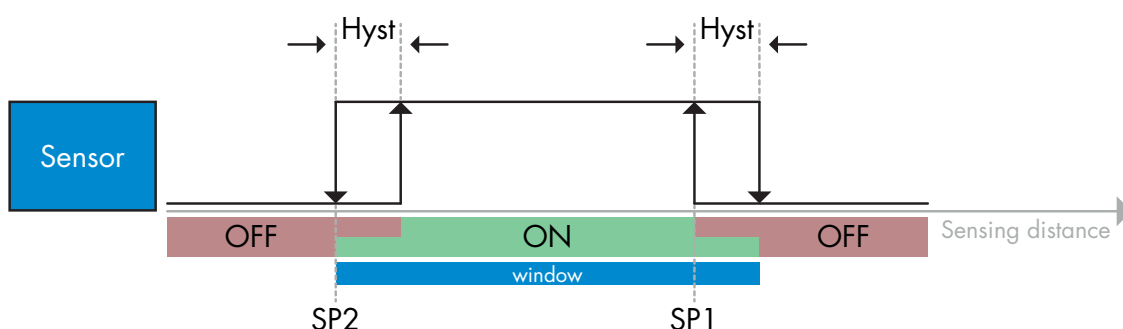 Hyst
Hyst
Sensor
OFF
ON
OFF
Sensing distance
window
SP2
SP1